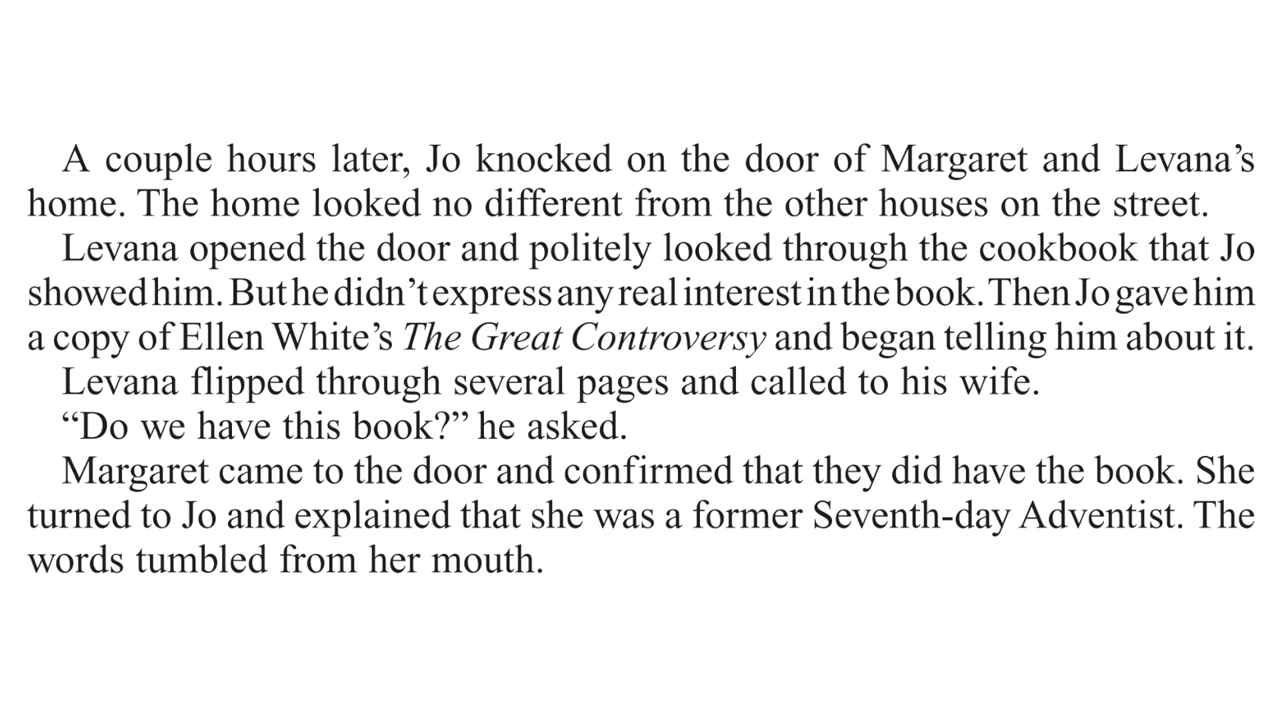 A couple hours later, Jo knocked on the door of Margaret and Levana’s
home. The home looked no different from the other houses on the street.
Levana opened the door and politely looked through the cookbook that Jo
showed him. But he didn’t express any real interest in the book. Then Jo gave him
a copy of Ellen White’s The Great Controversy and began telling him about it.
Levana flipped through several pages and called to his wife.
“Do we have this book?” he asked.
Margaret came to the door and confirmed that they did have the book. She
turned to Jo and explained that she was a former Seventh-day Adventist. The
words tumbled from her mouth.